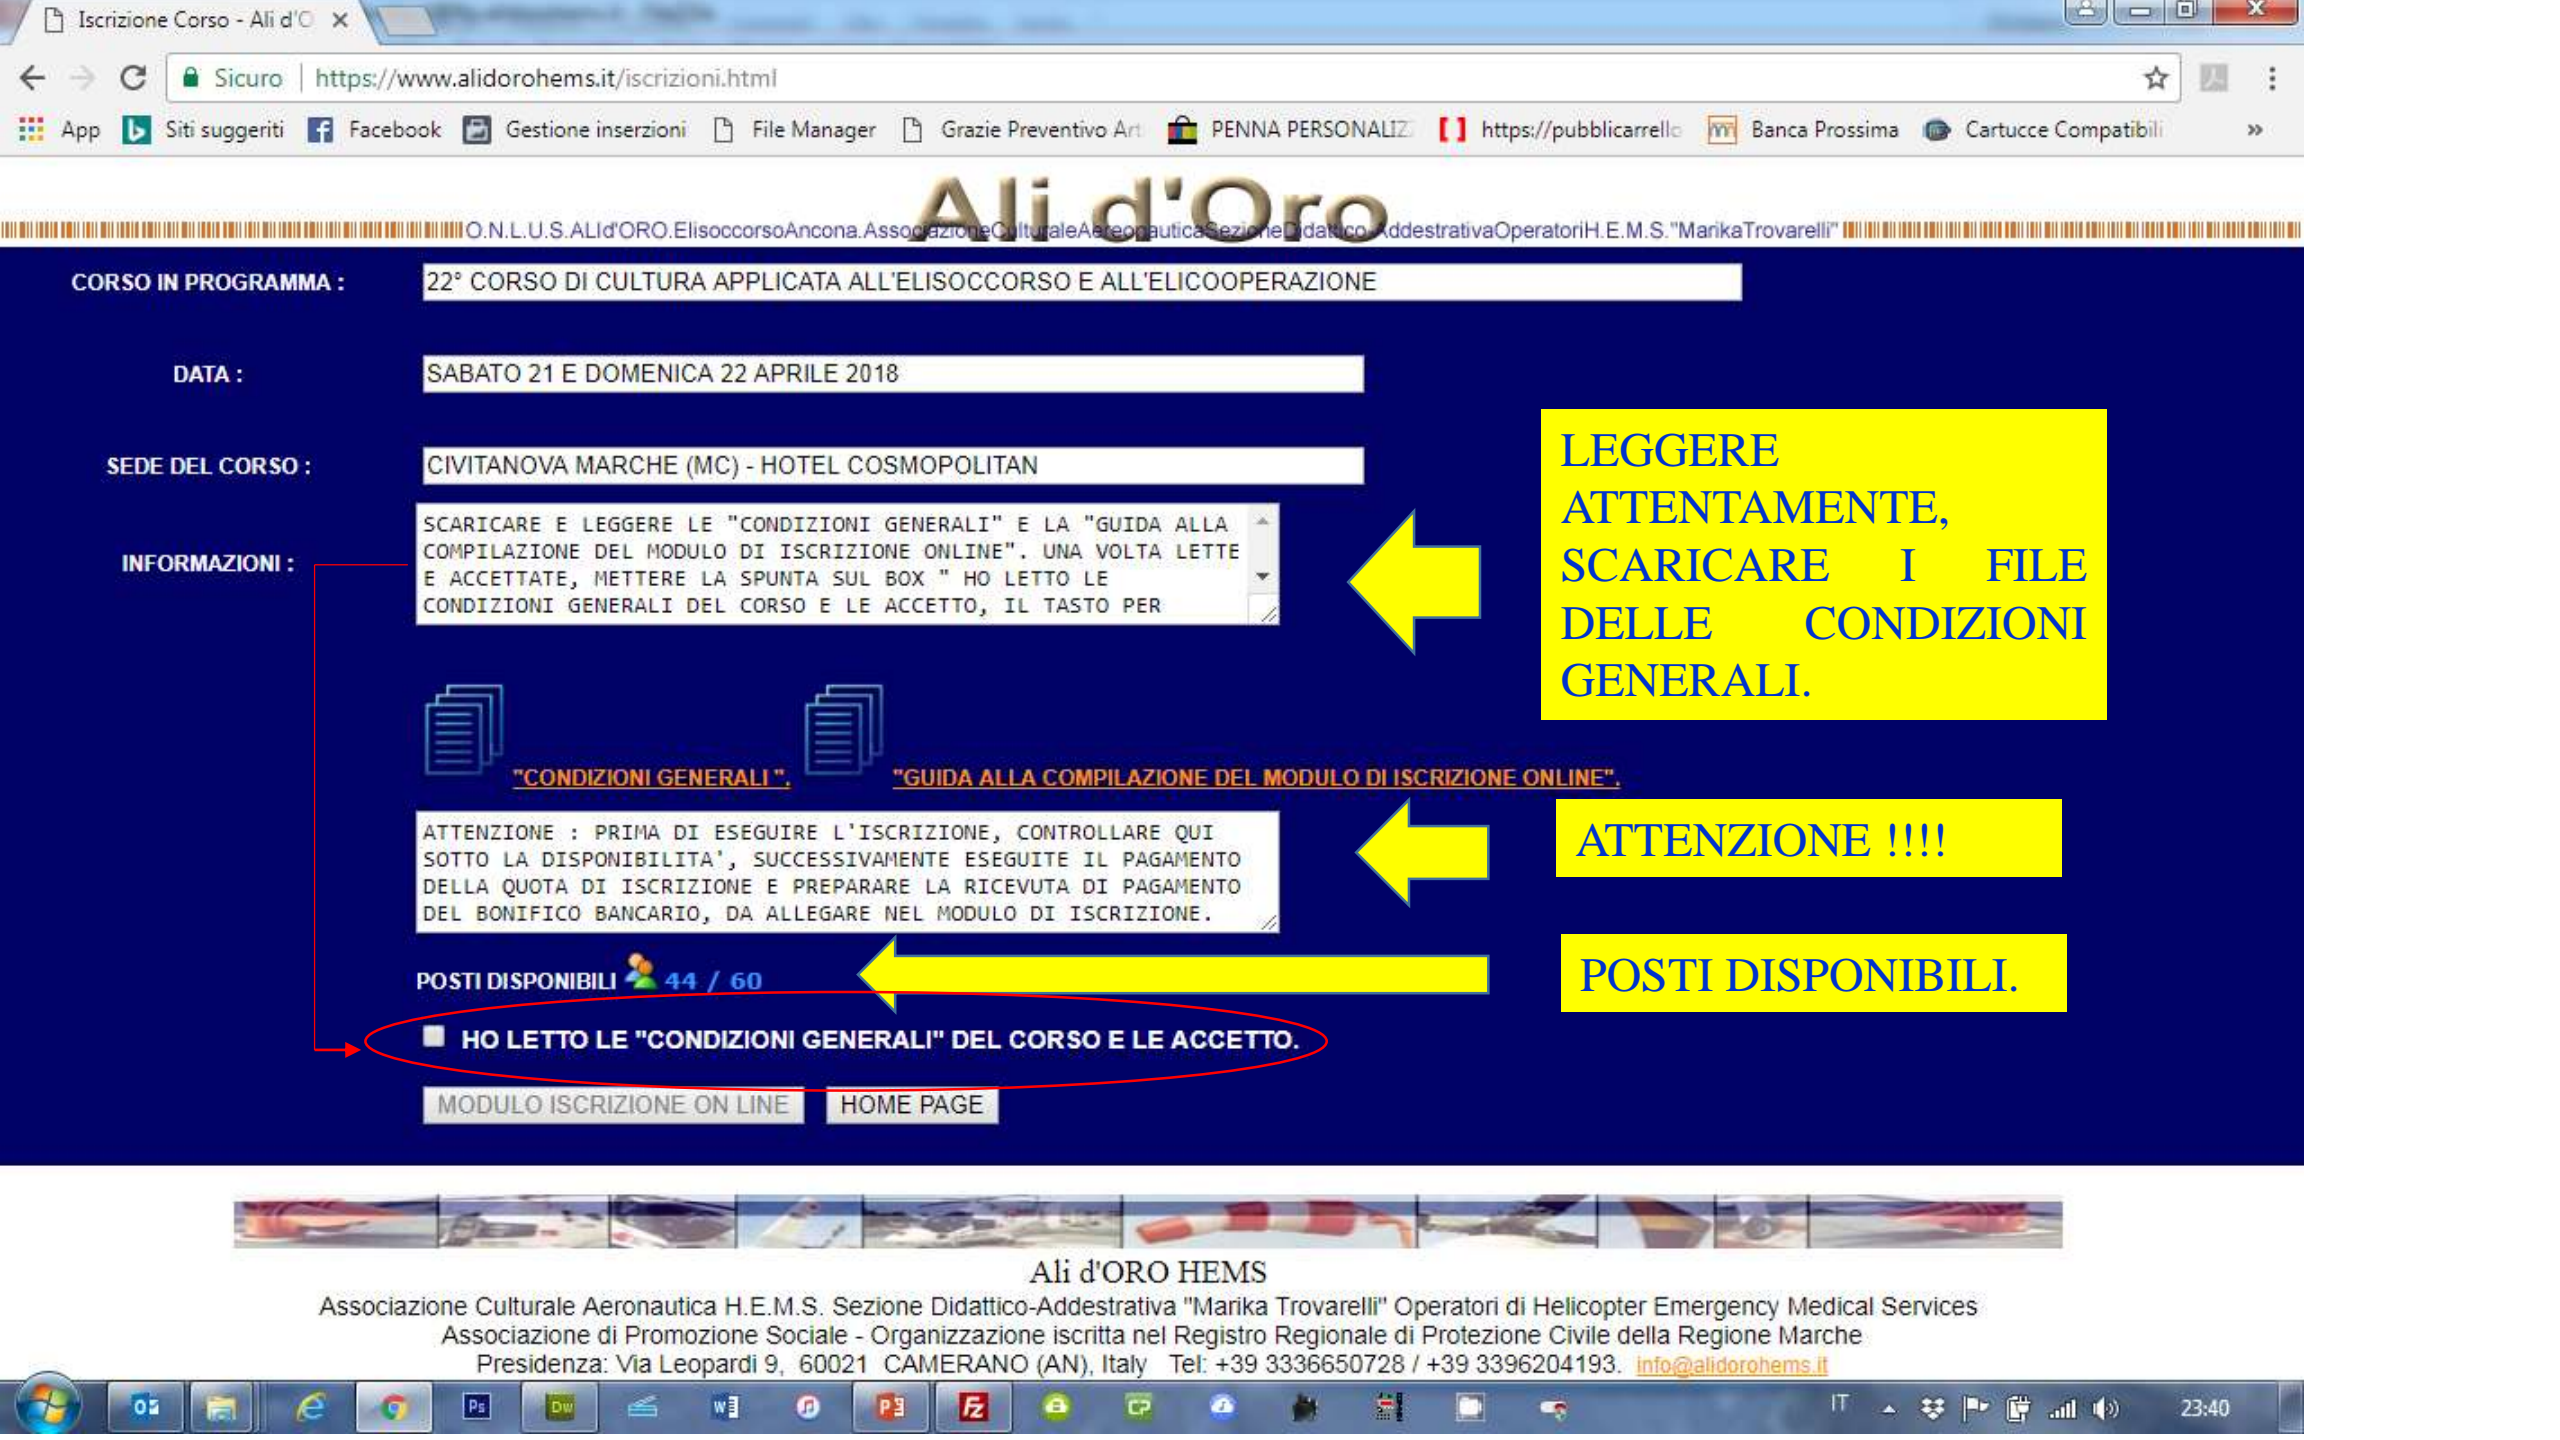 Iscrizione Corso - Ali d'O
Sicuro | https://www.alidorohems.it/iscrizioni.html
App Siti suggeriti Facebook Gestione inserzioni File Manager Grazie Preventivo Art PENNA PERSONALIZZ https://pubblicarrello Banca Prossima Cartucce Compatibili »
Ali d'Oro
O.N.L.U.S.ALId'ORO.ElisoccorsoAncona.AssociazioneCulturaleAereonauticaSezioneDidattico-AddestrativaOperatoriH.E.M.S."MarikaTrovarelli"
CORSO IN PROGRAMMA : 22° CORSO DI CULTURA APPLICATA ALL'ELISOCCORSO E ALL'ELICOOPERAZIONE
DATA : SABATO 21 E DOMENICA 22 APRILE 2018
SEDE DEL CORSO : CIVITANOVA MARCHE (MC) - HOTEL COSMOPOLITAN
INFORMAZIONI :
SCARICARE E LEGGERE LE "CONDIZIONI GENERALI" E LA "GUIDA ALLA
COMPILAZIONE DEL MODULO DI ISCRIZIONE ONLINE". UNA VOLTA LETTE
E ACCETTATE, METTERE LA SPUNTA SUL BOX " HO LETTO LE
CONDIZIONI GENERALI DEL CORSO E LE ACCETTO, IL TASTO PER
LEGGERE
ATTENTAMENTE,
SCARICARE I FILE
DELLE CONDIZIONI
GENERALI.
"CONDIZIONI GENERALI ". "GUIDA ALLA COMPILAZIONE DEL MODULO DI ISCRIZIONE ONLINE".
ATTENZIONE : PRIMA DI ESEGUIRE L'ISCRIZIONE, CONTROLLARE QUI
SOTTO LA DISPONIBILITA', SUCCESSIVAMENTE ESEGUITE IL PAGAMENTO
DELLA QUOTA DI ISCRIZIONE E PREPARARE LA RICEVUTA DI PAGAMENTO
DEL BONIFICO BANCARIO, DA ALLEGARE NEL MODULO DI ISCRIZIONE.
ATTENZIONE !!!!
POSTI DISPONIBILI 44 / 60
POSTI DISPONIBILI.
HO LETTO LE "CONDIZIONI GENERALI" DEL CORSO E LE ACCETTO.
MODULO ISCRIZIONE ON LINE HOME PAGE
Ali d'ORO HEMS
Associazione Culturale Aeronautica H.E.M.S. Sezione Didattico-Addestrativa "Marika Trovarelli" Operatori di Helicopter Emergency Medical Services
Associazione di Promozione Sociale - Organizzazione iscritta nel Registro Regionale di Protezione Civile della Regione Marche
Presidenza: Via Leopardi 9, 60021 CAMERANO (AN), Italy Tel: +39 3336650728 / +39 3396204193. info@alidorohems.it
Ps Dw IT 23:40